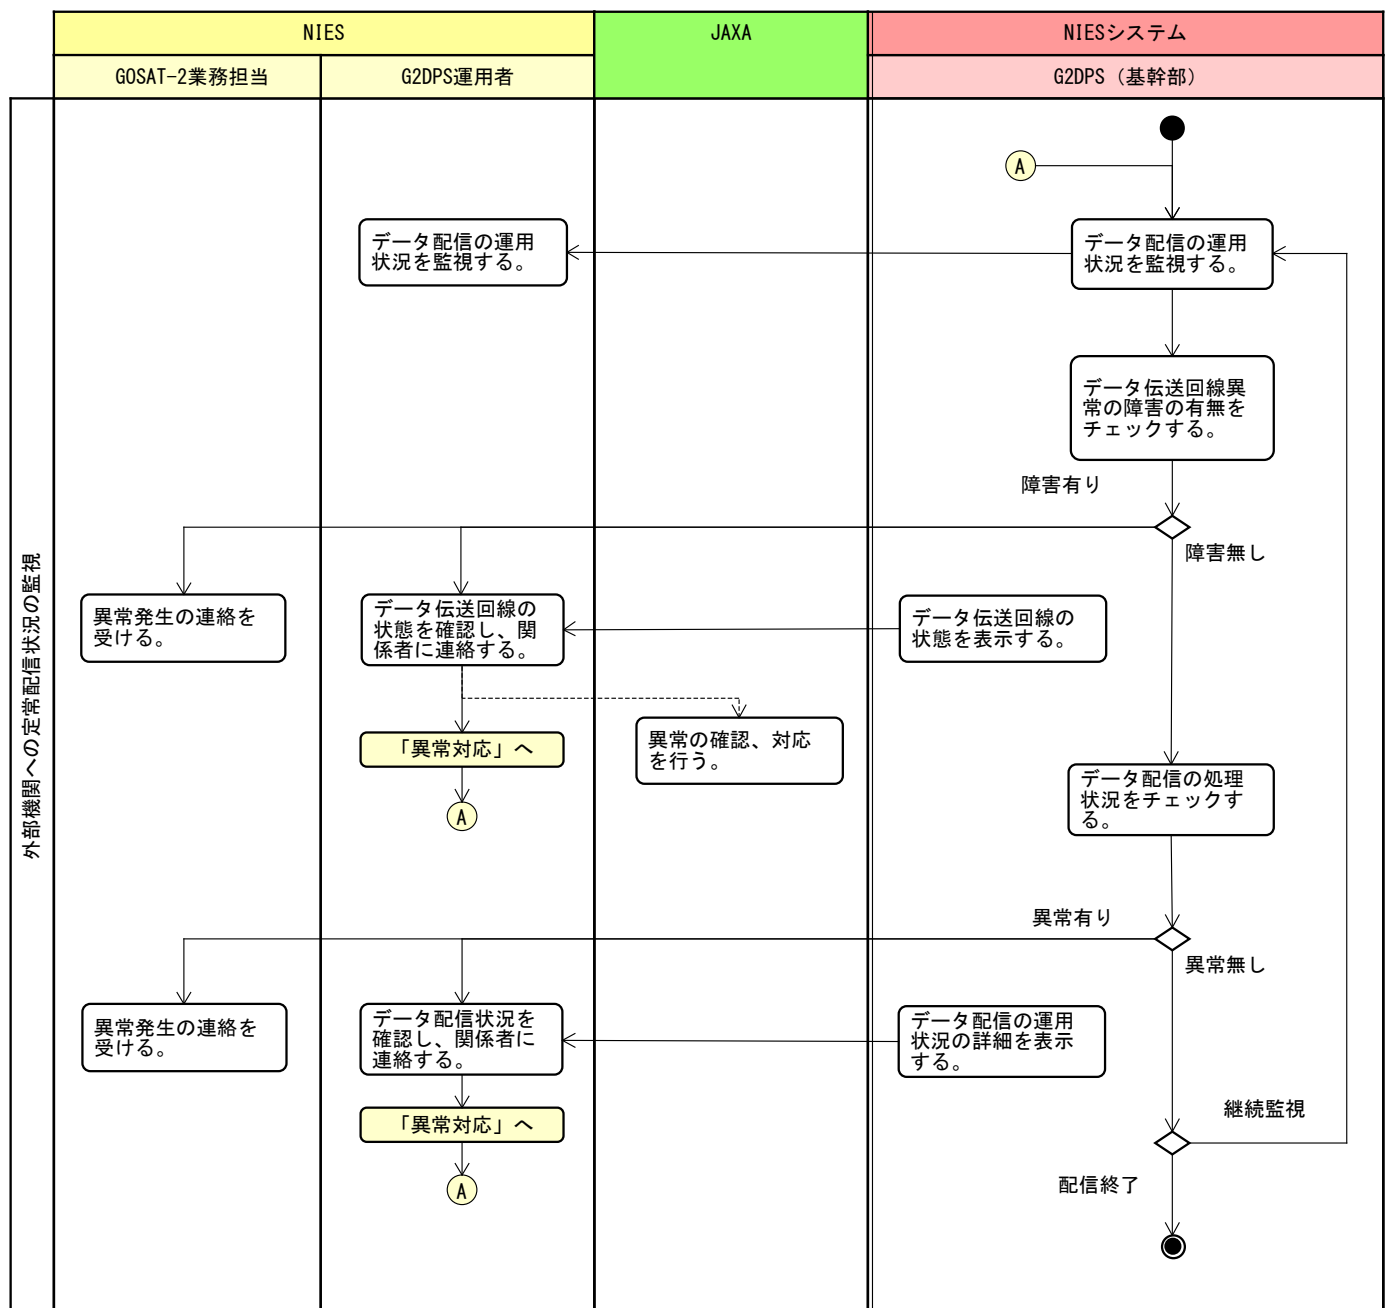 NIES
JAXA
NIESシステム
GOSAT-2業務担当
G2DPS運用者
G2DPS（基幹部）
外部機関への定常配信状況の監視
A
データ配信の運用
状況を監視する。
データ配信の運用
状況を監視する。
データ伝送回線異
常の障害の有無を
チェックする。
障害有り
障害無し
異常発生の連絡を
受ける。
データ伝送回線の
状態を確認し、関
係者に連絡する。
データ伝送回線の
状態を表示する。
「異常対応」へ
異常の確認、対応
を行う。
A
データ配信の処理
状況をチェックす
る。
異常有り
異常無し
異常発生の連絡を
受ける。
データ配信状況を
確認し、関係者に
連絡する。
データ配信の運用
状況の詳細を表示
する。
「異常対応」へ
継続監視
A
配信終了